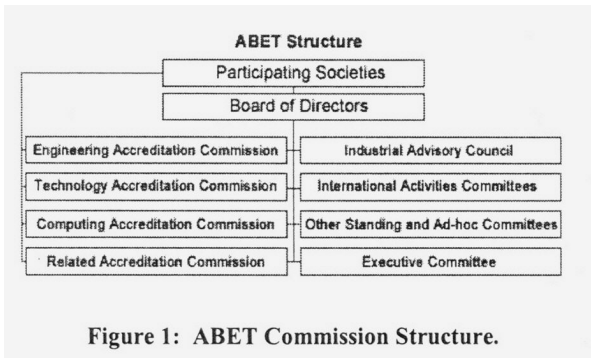 ABET Structure
Participating Societies
Board of Directors
Engineering Accreditation Commission
Industrial Advisory Council
Technology Accreditation Commission
International Activities Committees
Computing Accreditation Commission
Other Standing and Ad-hoc Committees
Related Accreditation Commission
Executive Committee
Figure 1: ABET Commission Structure.